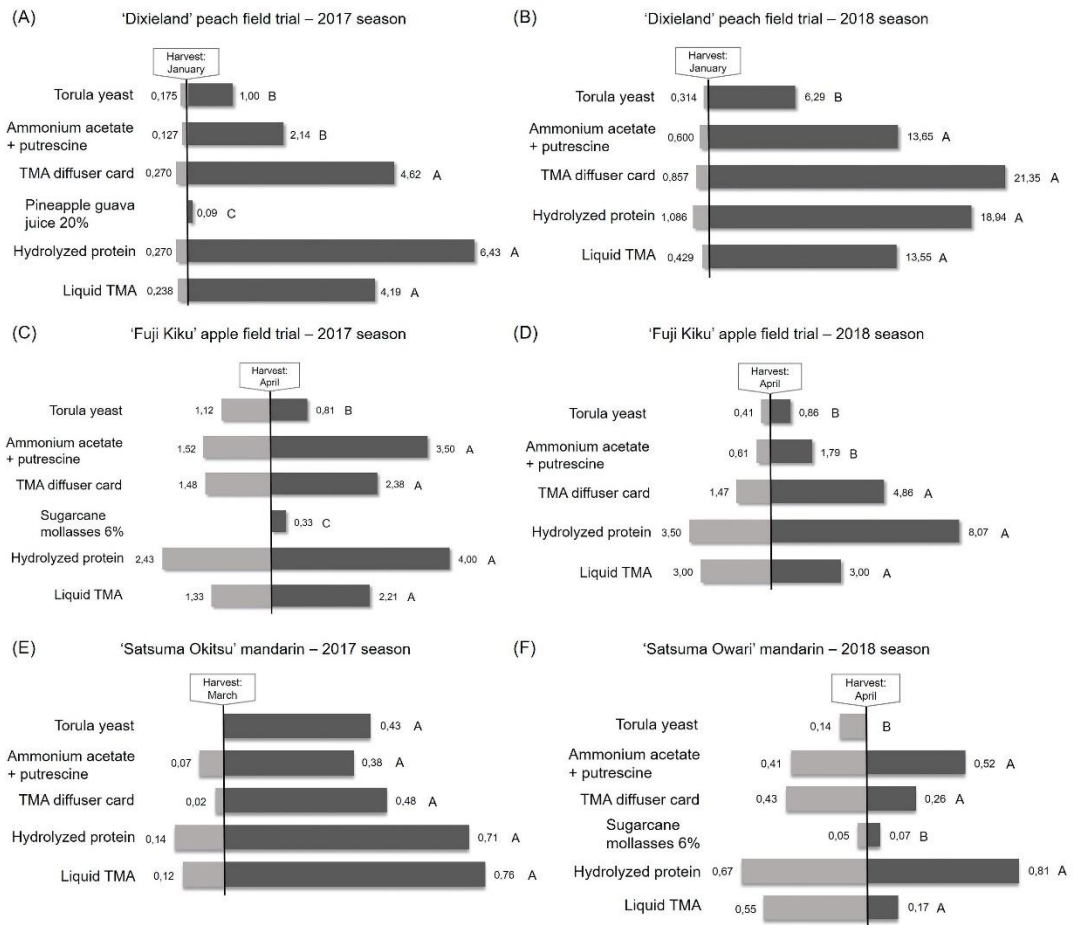 (A)
'Dixieland' peach field trial – 2017 season
Harvest:
January
Torula yeast 0,175 1,00 B
Ammonium acetate
+ putrescine 0,127 2,14 B
TMA diffuser card 0,270 4,62 A
Pineapple guava
juice 20% 0,09 C
Hydrolyzed protein 0,270 6,43 A
Liquid TMA 0,238 4,19 A
(B)
'Dixieland' peach field trial – 2018 season
Harvest:
January
Torula yeast 0,314 6,29 B
Ammonium acetate
+ putrescine 0,600 13,65 A
TMA diffuser card 0,857 21,35 A
Hydrolyzed protein 1,086 18,94 A
Liquid TMA 0,429 13,55 A
(C)
'Fuji Kiku' apple field trial – 2017 season
Harvest:
April
Torula yeast 1,12 0,81 B
Ammonium acetate
+ putrescine 1,52 3,50 A
TMA diffuser card 1,48 2,38 A
Sugarcane
mollasses 6% 0,33 C
Hydrolyzed protein 2,43 4,00 A
Liquid TMA 1,33 2,21 A
(D)
'Fuji Kiku' apple field trial – 2018 season
Harvest:
April
Torula yeast 0,41 0,86 B
Ammonium acetate
+ putrescine 0,61 1,79 B
TMA diffuser card 1,47 4,86 A
Hydrolyzed protein 3,50 8,07 A
Liquid TMA 3,00 3,00 A
(E)
'Satsuma Okitsu' mandarin – 2017 season
Harvest:
March
Torula yeast 0,43 A
Ammonium acetate
+ putrescine 0,07 0,38 A
TMA diffuser card 0,02 0,48 A
Hydrolyzed protein 0,14 0,71 A
Liquid TMA 0,12 0,76 A
(F)
'Satsuma Owari' mandarin – 2018 season
Harvest:
April
Torula yeast 0,14 B
Ammonium acetate
+ putrescine 0,41 0,52 A
TMA diffuser card 0,43 0,26 A
Sugarcane
mollasses 6% 0,05 0,07 B
Hydrolyzed protein 0,67 0,81 A
Liquid TMA 0,55 0,17 A